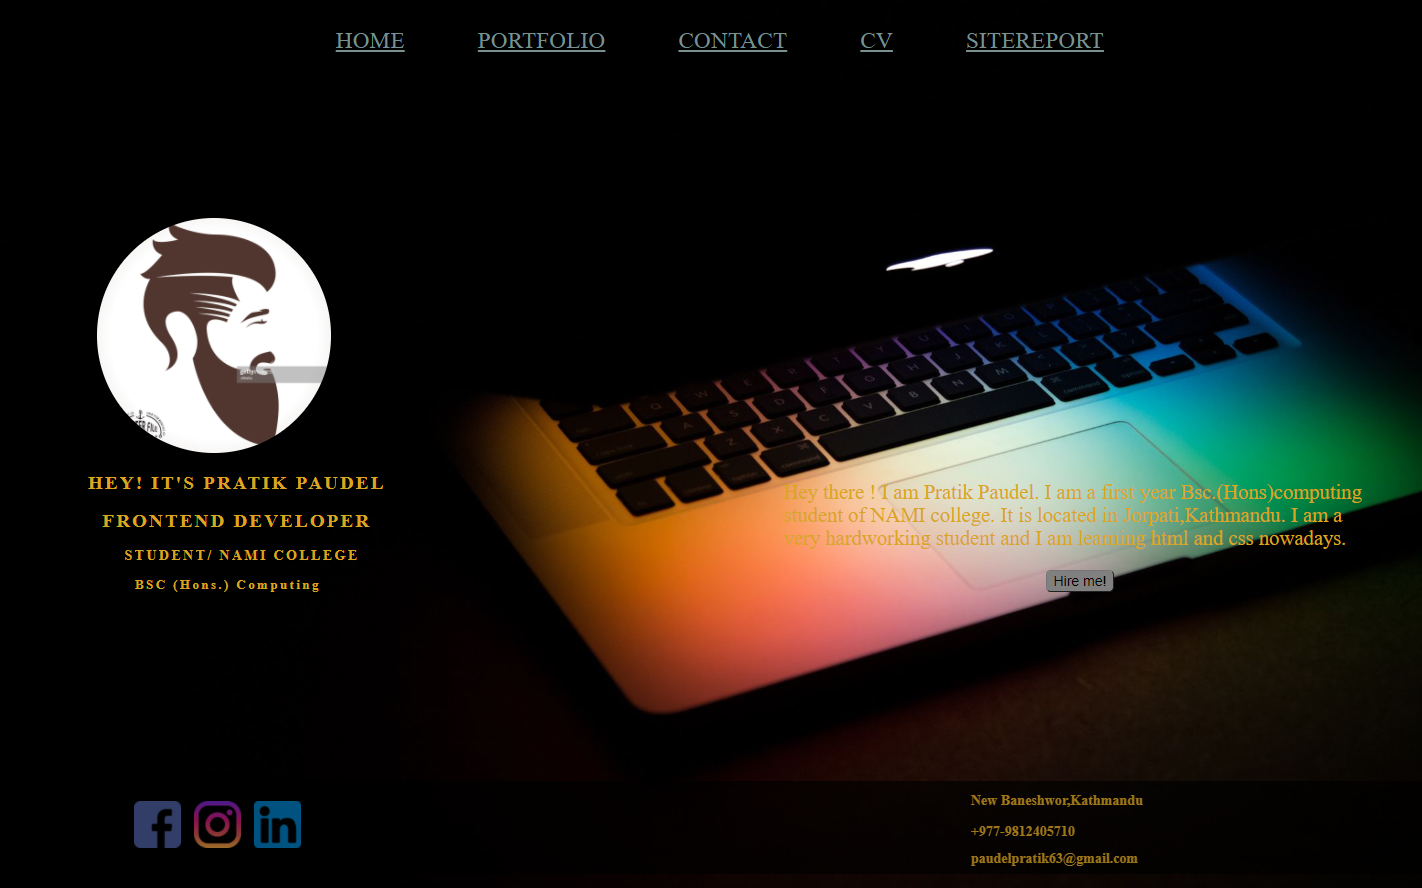 HOME PORTFOLIO CONTACT CV SITEREPORT
HEY! IT'S PRATIK PAUDEL
FRONTEND DEVELOPER
STUDENT/ NAMI COLLEGE
BSC (Hons.) Computing
Hey there ! I am Pratik Paudel. I am a first year Bsc.(Hons)computing
student of NAMI college. It is located in Jorpati,Kathmandu. I am a
very hardworking student and I am learning html and css nowadays.
Hire me!
New Baneshwor,Kathmandu
+977-9812405710
paudelpratik63@gmail.com